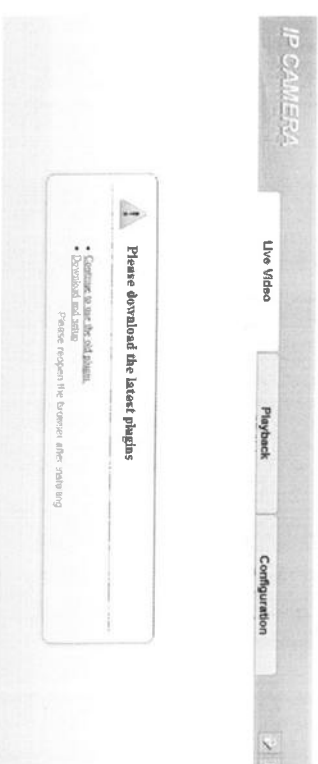 IP CAMERA
Live Video
Playback
Configuration
Please download the latest plugins
Continue to use the old plugin.
Download and setup
Please reopen the browser after installing